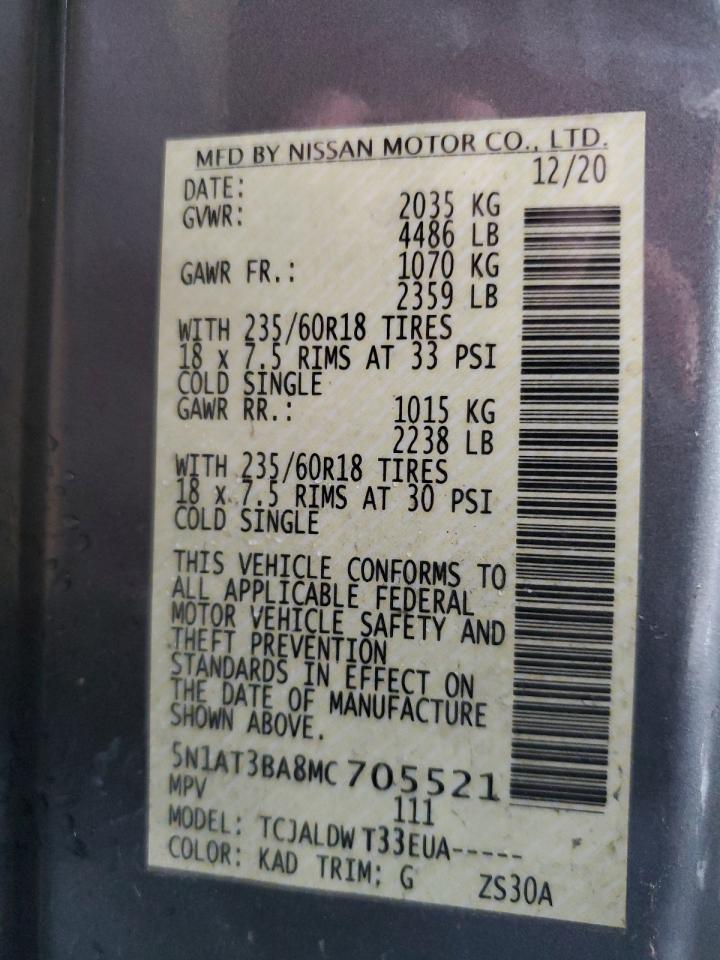 MFD BY NISSAN MOTOR CO., LTD.
DATE: 12/20
GVWR: 2035 KG
4486 LB
GAWR FR.: 1070 KG
2359 LB
WITH 235/60R18 TIRES
18 x 7.5 RIMS AT 33 PSI
COLD SINGLE
GAWR RR.: 1015 KG
2238 LB
WITH 235/60R18 TIRES
18 x 7.5 RIMS AT 30 PSI
COLD SINGLE
THIS VEHICLE CONFORMS TO
ALL APPLICABLE FEDERAL
MOTOR VEHICLE SAFETY AND
THEFT PREVENTION
STANDARDS IN EFFECT ON
THE DATE OF MANUFACTURE
SHOWN ABOVE.
5N1AT3BA8MC 705521
MPV 111
MODEL: TCJALDW T33EUA-----
COLOR: KAD TRIM: G ZS30A